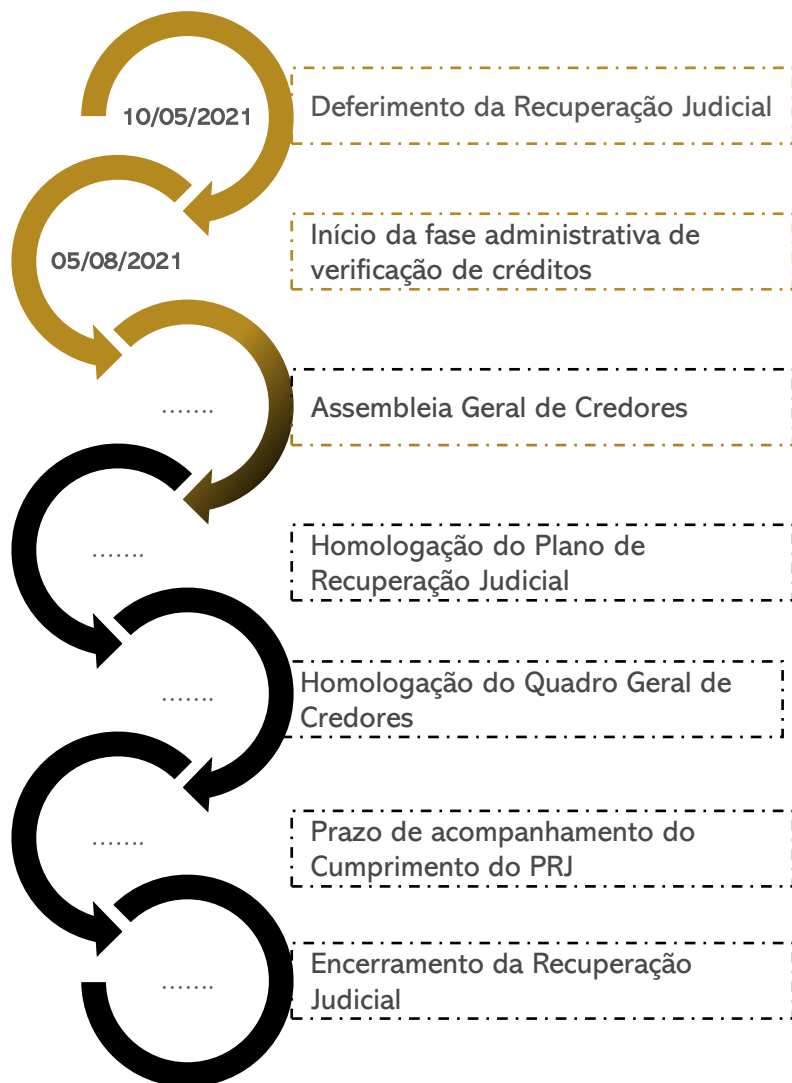 10/05/2021
Deferimento da Recuperação Judicial
05/08/2021
Início da fase administrativa de
verificação de créditos
.......
Assembleia Geral de Credores
.......
Homologação do Plano de
Recuperação Judicial
.......
Homologação do Quadro Geral de
Credores
.......
Prazo de acompanhamento do
Cumprimento do PRJ
.......
Encerramento da Recuperação
Judicial